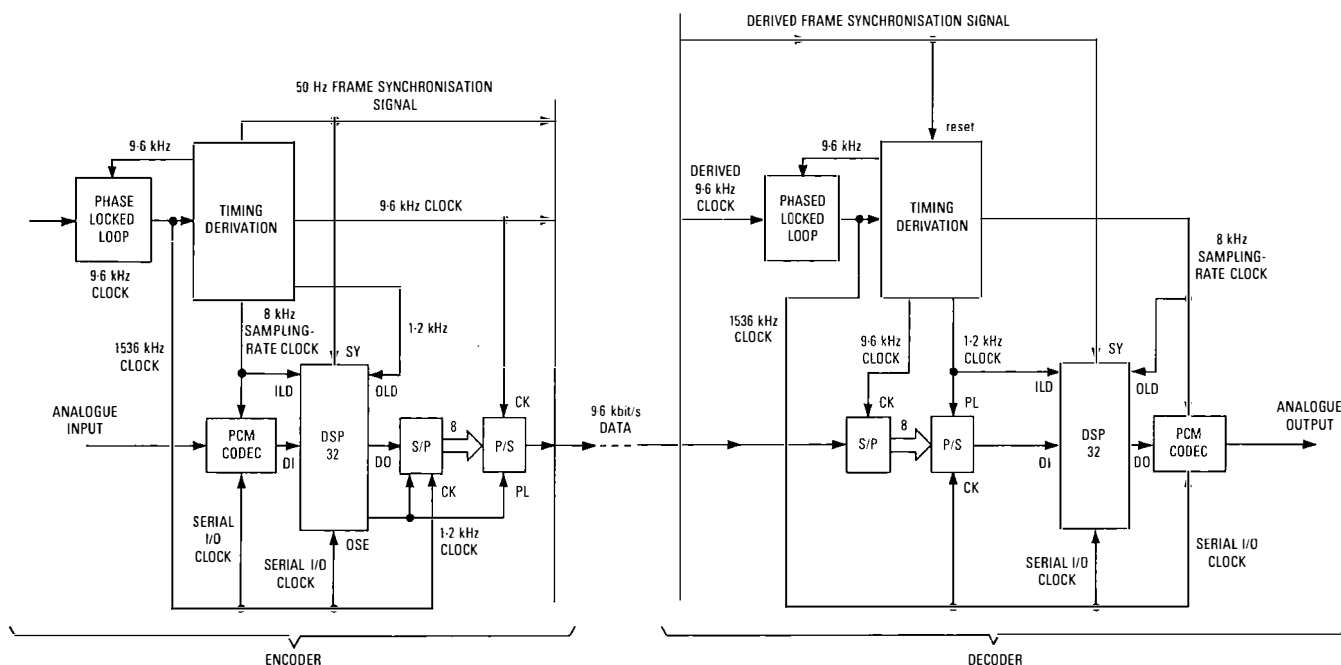 DERIVED FRAME SYNCHRONISATION SIGNAL
50 Hz FRAME SYNCHRONISATION
SIGNAL
9·6 kHz
PHASE
LOCKED
LOOP
9·6 kHz
CLOCK
TIMING
DERIVATION
9·6 kHz CLOCK
8 kHz
SAMPLING-
RATE CLOCK
SY
1·2 kHz
1536 kHz
CLOCK
ILD
OLD
CK
ANALOGUE
INPUT
PCM
CODEC
DI
DSP
32
DO
S/P
8
P/S
9·6 kbit/s
DATA
CK
PL
SERIAL
I/O
CLOCK
OSE
SERIAL I/O
CLOCK
1·2 kHz
CLOCK
ENCODER
reset
9·6 kHz
DERIVED
9·6 kHz
CLOCK
PHASED
LOCKED
LOOP
TIMING
DERIVATION
8 kHz
SAMPLING-
RATE CLOCK
1536 kHz
CLOCK
9·6 kHz
CLOCK
1·2 kHz
CLOCK
SY
ILD
OLD
CK
PL
S/P
8
P/S
CK
DI
DSP
32
DO
PCM
CODEC
ANALOGUE
OUTPUT
SERIAL I/O
CLOCK
SERIAL I/O
CLOCK
DECODER